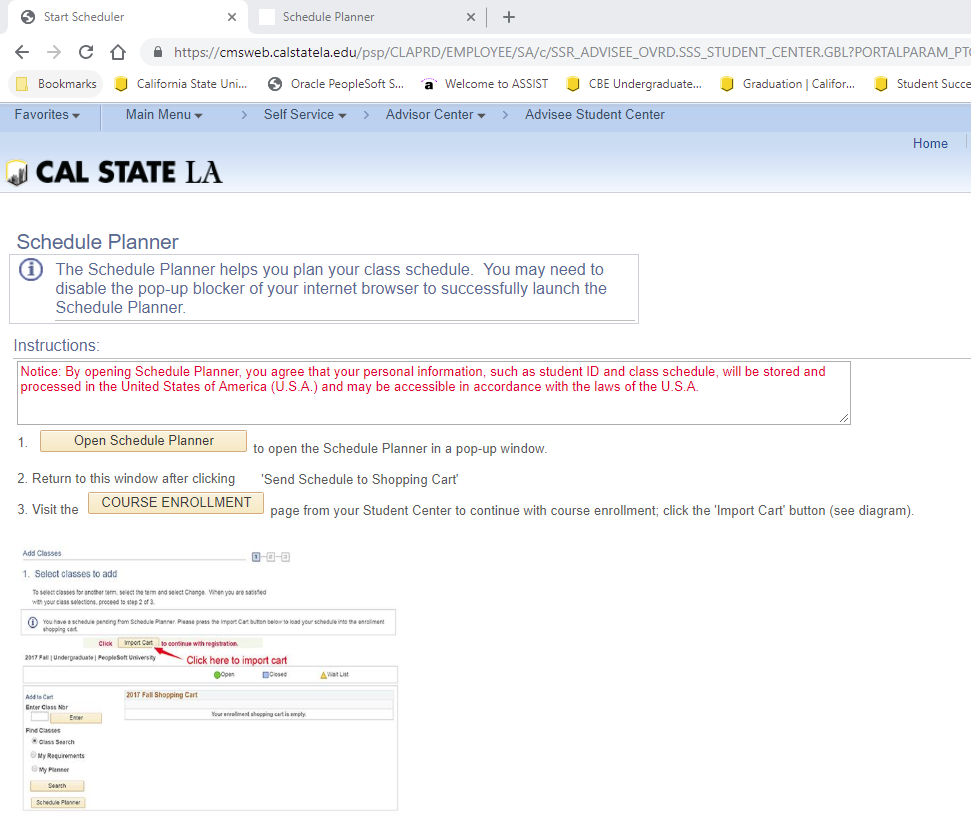 Start Scheduler
Schedule Planner
https://cmsweb.calstatela.edu/psp/CLAPRD/EMPLOYEE/SA/c/SSR_ADVISEE_OVRD.SSS_STUDENT_CENTER.GBL?PORTALPARAM_PTC
Bookmarks California State Uni... Oracle PeopleSoft S... a Welcome to ASSIST CBE Undergraduate... Graduation | Califor... Student Succe
Favorites Main Menu > Self Service > Advisor Center > Advisee Student Center
Home
CAL STATE LA
Schedule Planner
The Schedule Planner helps you plan your class schedule. You may need to
disable the pop-up blocker of your internet browser to successfully launch the
Schedule Planner.
Instructions:
Notice: By opening Schedule Planner, you agree that your personal information, such as student ID and class schedule, will be stored and
processed in the United States of America (U.S.A.) and may be accessible in accordance with the laws of the U.S.A.
1. Open Schedule Planner to open the Schedule Planner in a pop-up window.
2. Return to this window after clicking 'Send Schedule to Shopping Cart'
3. Visit the COURSE ENROLLMENT page from your Student Center to continue with course enrollment; click the 'Import Cart' button (see diagram).
Add Classes
1 2 3
1. Select classes to add
To select classes for another term, select the term and select Change. When you are satisfied
with your class selections, proceed to step 2 of 3.
You have a schedule pending from Schedule Planner. Please press the Import Cart button below to load your schedule into the enrollment
shopping cart.
Click Import Cart to continue with registration.
2017 Fall | Undergraduate | PeopleSoft University
Click here to import cart
Open Closed Wait List
Add to Cart
2017 Fall Shopping Cart
Enter Class Nbr
Enter
Your enrollment shopping cart is empty.
Find Classes
Class Search
My Requirements
My Planner
Search
Schedule Planner